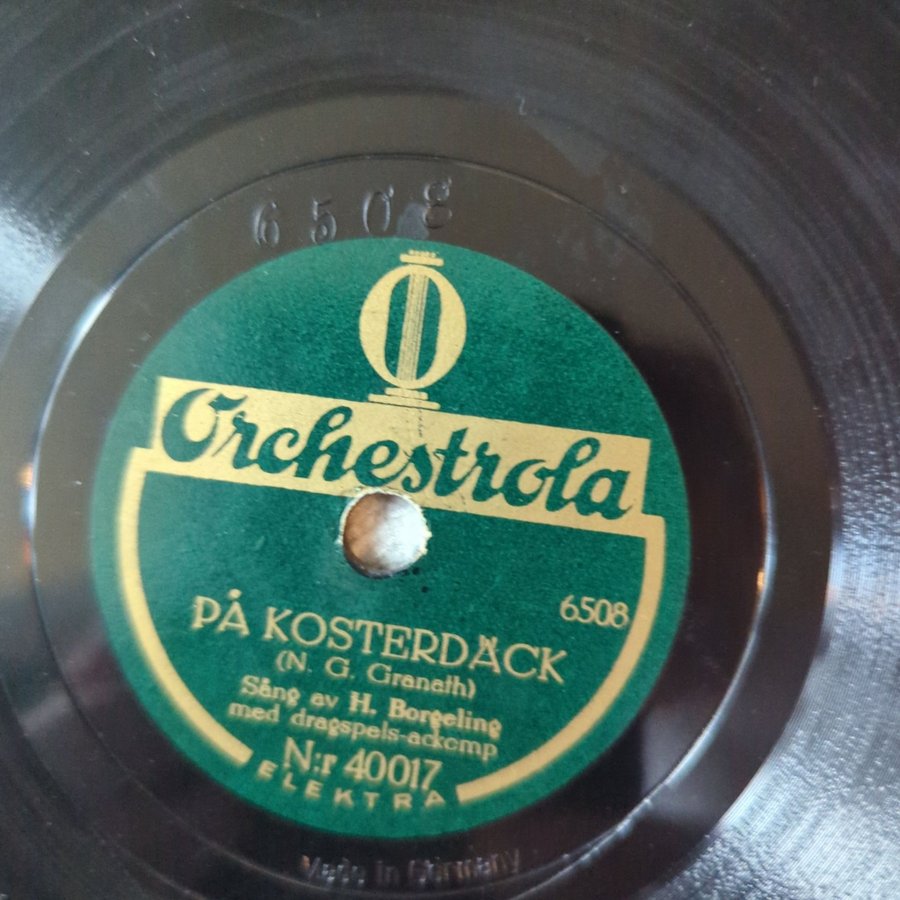 6508
Orchestrola
6508
PÅ KOSTERDÄCK
(N. G. Granath)
Sång av H. Borgeling
med dragspels-ackomp
N:r 40017
ELEKTRA
Made in Germany